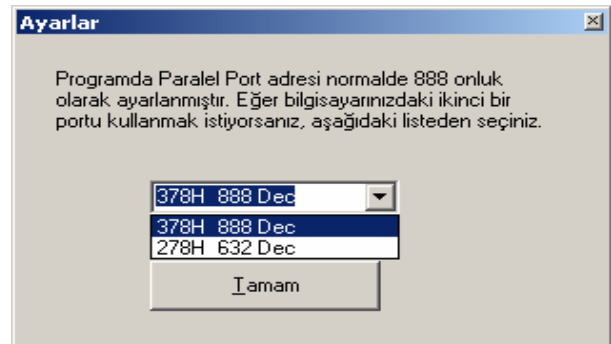 Ayarlar
Programda Paralel Port adresi normalde 888 onluk
olarak ayarlanmıştır. Eğer bilgisayarınızdaki ikinci bir
portu kullanmak istiyorsanız, aşağıdaki listeden seçiniz.
378H 888 Dec
378H 888 Dec
278H 632 Dec
Tamam